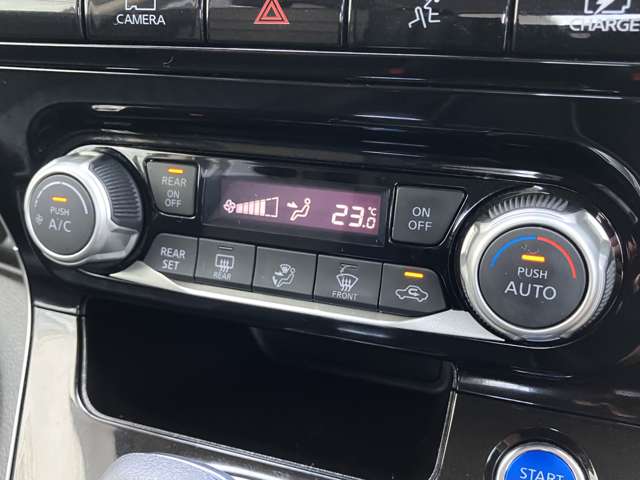 CAMERA
CHARGE
PUSH
A/C
REAR
ON
OFF
23.0 °C
ON
OFF
PUSH
AUTO
REAR
SET
REAR
FRONT
START